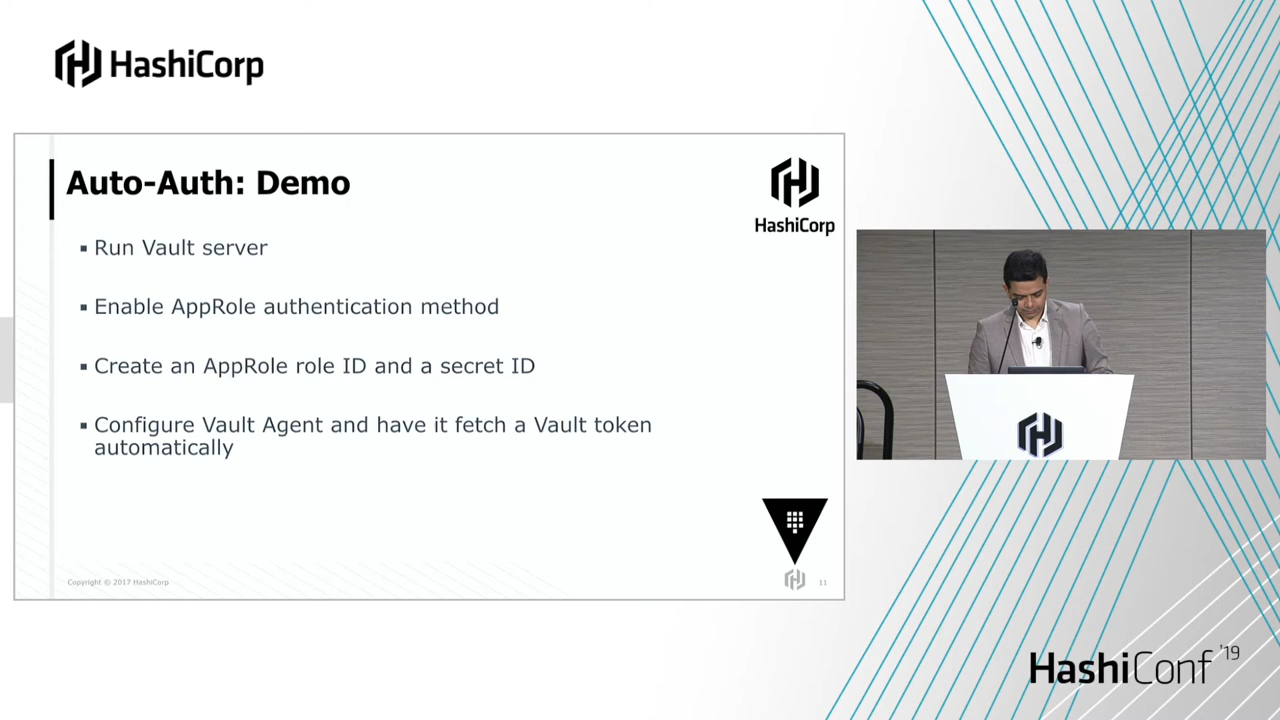 HashiCorp
Auto-Auth: Demo
HashiCorp
▪ Run Vault server
▪ Enable AppRole authentication method
▪ Create an AppRole role ID and a secret ID
▪ Configure Vault Agent and have it fetch a Vault token
automatically
Copyright © 2017 HashiCorp
11
HashiConf '19